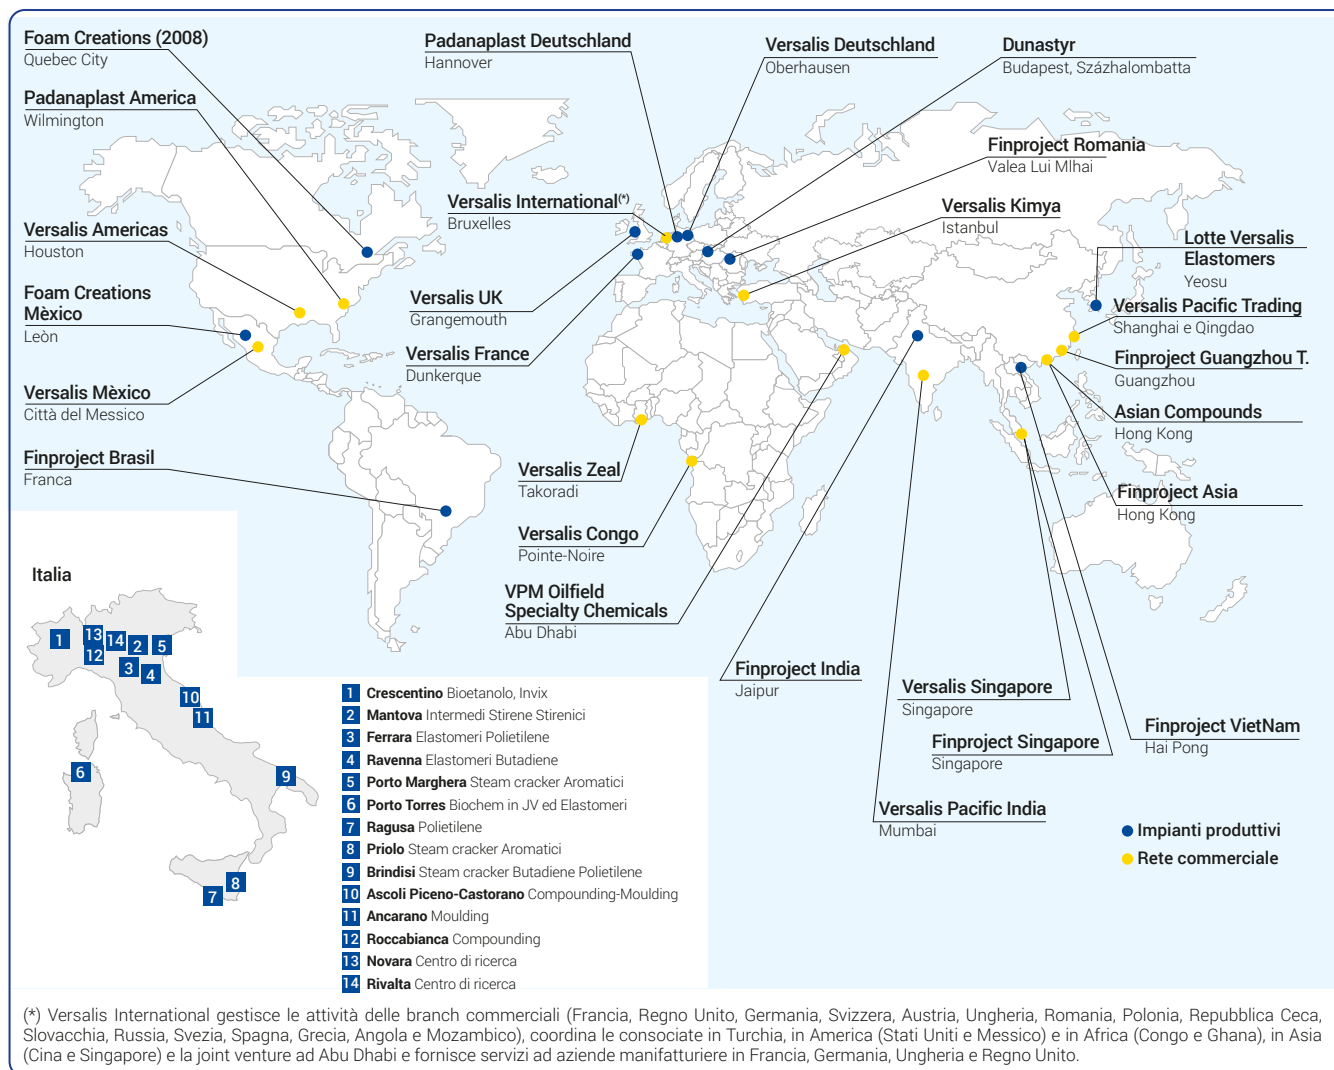 Foam Creations (2008)
Quebec City
Padanaplast America
Wilmington
Versalis Americas
Houston
Foam Creations
Mèxico
Leòn
Versalis Mèxico
Città del Messico
Finproject Brasil
Franca
Padanaplast Deutschland
Hannover
Versalis Deutschland
Oberhausen
Dunastyr
Budapest, Százhalombatta
Finproject Romania
Valea Lui Mlhai
Versalis International(*)
Bruxelles
Versalis Kimya
Istanbul
Lotte Versalis
Elastomers
Yeosu
Versalis UK
Grangemouth
Versalis Pacific Trading
Shanghai e Qingdao
Versalis France
Dunkerque
Finproject Guangzhou T.
Guangzhou
Asian Compounds
Hong Kong
Versalis Zeal
Takoradi
Finproject Asia
Hong Kong
Versalis Congo
Pointe-Noire
VPM Oilfield
Specialty Chemicals
Abu Dhabi
Finproject India
Jaipur
Versalis Singapore
Singapore
Finproject Singapore
Singapore
Finproject VietNam
Hai Pong
Versalis Pacific India
Mumbai
Impianti produttivi
Rete commerciale
Italia
1
13
14
2
5
12
3
4
10
11
6
9
8
7
1 Crescentino Bioetanolo, Invix
2 Mantova Intermedi Stirene Stirenici
3 Ferrara Elastomeri Polietilene
4 Ravenna Elastomeri Butadiene
5 Porto Marghera Steam cracker Aromatici
6 Porto Torres Biochem in JV ed Elastomeri
7 Ragusa Polietilene
8 Priolo Steam cracker Aromatici
9 Brindisi Steam cracker Butadiene Polietilene
10 Ascoli Piceno-Castorano Compounding-Moulding
11 Ancarano Moulding
12 Roccabianca Compounding
13 Novara Centro di ricerca
14 Rivalta Centro di ricerca
(*) Versalis International gestisce le attività delle branch commerciali (Francia, Regno Unito, Germania, Svizzera, Austria, Ungheria, Romania, Polonia, Repubblica Ceca,
Slovacchia, Russia, Svezia, Spagna, Grecia, Angola e Mozambico), coordina le consociate in Turchia, in America (Stati Uniti e Messico) e in Africa (Congo e Ghana), in Asia
(Cina e Singapore) e la joint venture ad Abu Dhabi e fornisce servizi ad aziende manifatturiere in Francia, Germania, Ungheria e Regno Unito.